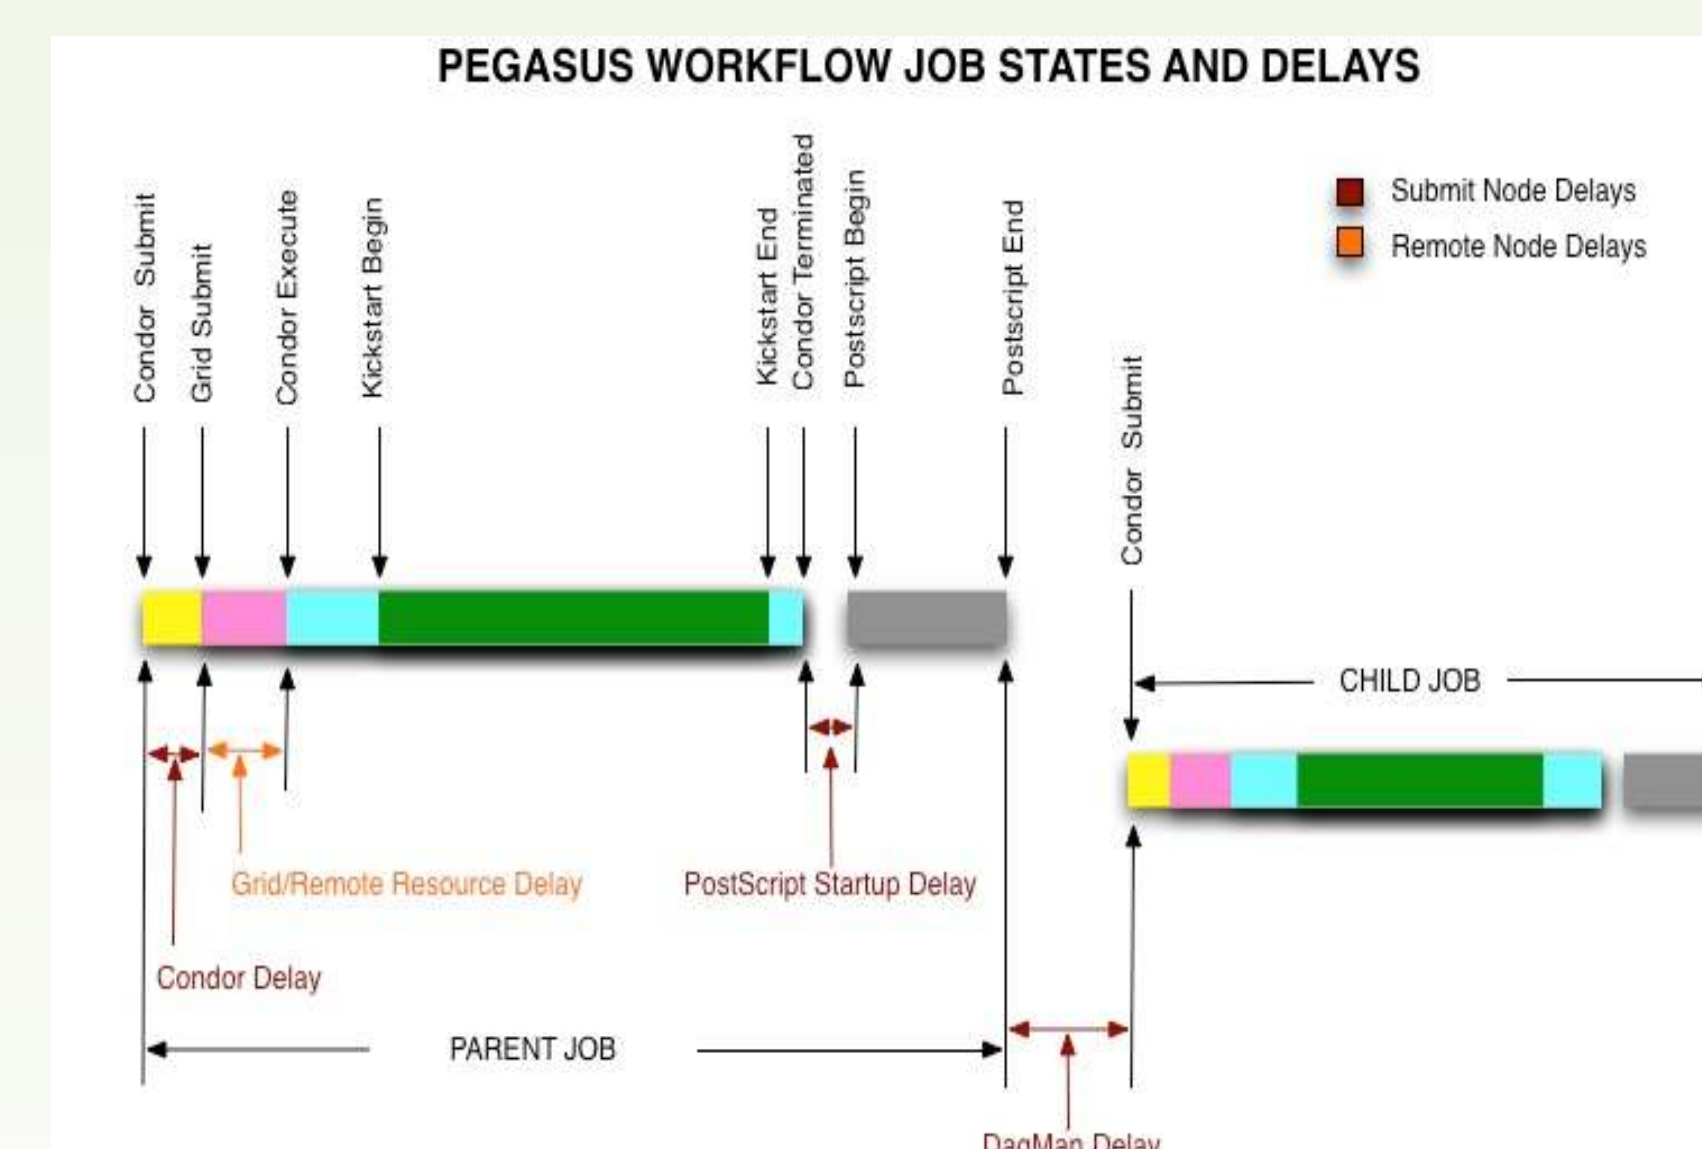 PEGASUS WORKFLOW JOB STATES AND DELAYS
Condor Submit
Grid Submit
Condor Execute
Kickstart Begin
Kickstart End
Condor Terminated
Postscript Begin
Postscript End
Submit Node Delays
Remote Node Delays
Condor Submit
CHILD JOB
Grid/Remote Resource Delay
PostScript Startup Delay
Condor Delay
PARENT JOB
DagMan Delay